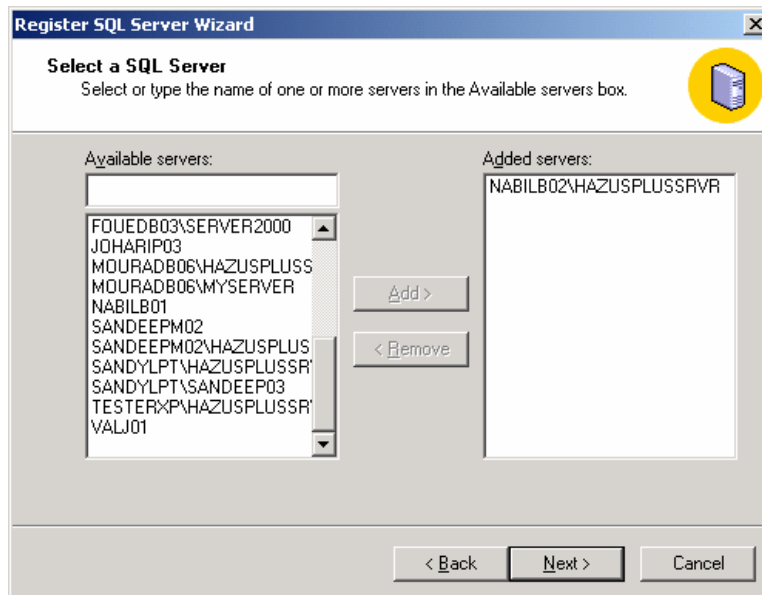 Register SQL Server Wizard
Select a SQL Server
Select or type the name of one or more servers in the Available servers box.
Available servers:
FOUEDB03\SERVER2000
JOHARIP03
MOURADB06\HAZUSPLUSS
MOURADB06\MYSERVER
NABILB01
SANDEEPM02
SANDEEPM02\HAZUSPLUS
SANDYLPT\HAZUSPLUSSR
SANDYLPT\SANDEEP03
TESTERXP\HAZUSPLUSSR
VALJ01
Add >
< Remove
Added servers:
NABILB02\HAZUSPLUSSRVR
< Back
Next >
Cancel